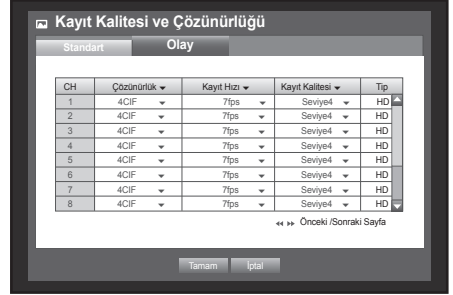 Kayıt Kalitesi ve Çözünürlüğü
Standart Olay
CH Çözünürlük Kayıt Hızı Kayıt Kalitesi Tip
1 4CIF 7fps Seviye4 HD
2 4CIF 7fps Seviye4 HD
3 4CIF 7fps Seviye4 HD
4 4CIF 7fps Seviye4 HD
5 4CIF 7fps Seviye4 HD
6 4CIF 7fps Seviye4 HD
7 4CIF 7fps Seviye4 HD
8 4CIF 7fps Seviye4 HD
Önceki /Sonraki Sayfa
Tamam İptal